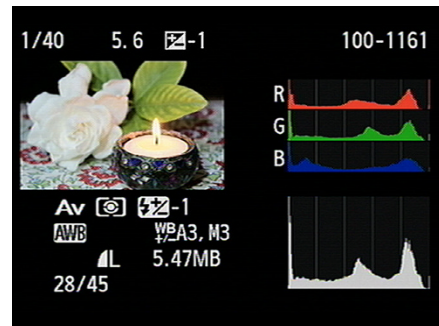 1/40 5.6 -1 100-1161
R
G
B
Av -1
AWB WB +/- A3, M3
L 5.47MB
28/45